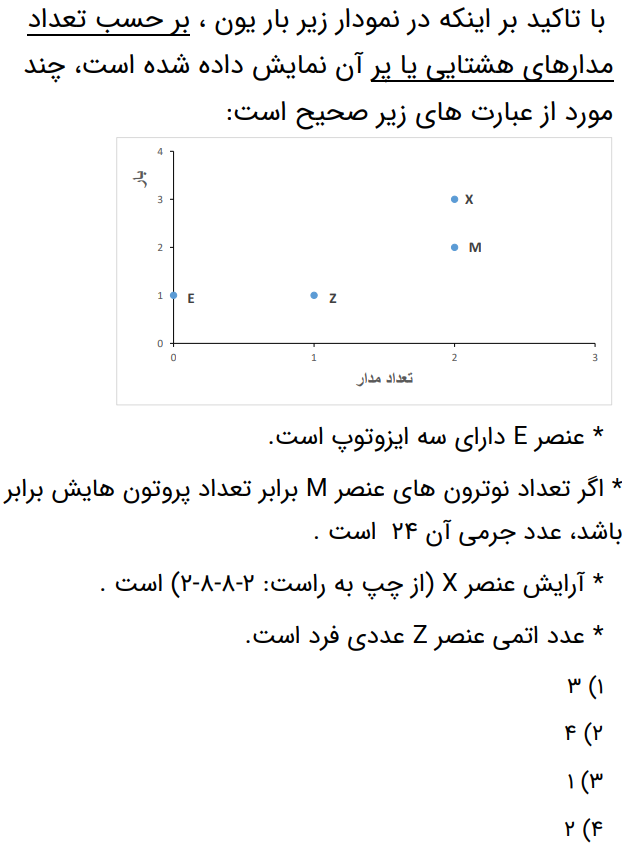 با تاکید بر اینکه در نمودار زیر بار یون ، بر حسب تعداد
مدارهای هشتایی یا پر آن نمایش داده شده است، چند
مورد از عبارت های زیر صحیح است:
4
بار
3
X
2
M
1
E
Z
0
0
1
2
3
تعداد مدار
* عنصر E دارای سه ایزوتوپ است.
* اگر تعداد نوترون های عنصر M برابر تعداد پروتون هایش برابر
باشد، عدد جرمی آن ۲۴ است .
* آرایش عنصر X (از چپ به راست: ۲-۸-۸-۲) است .
* عدد اتمی عنصر Z عددی فرد است.
۱) ۳
۲) ۴
۳) ۱
۴) ۲